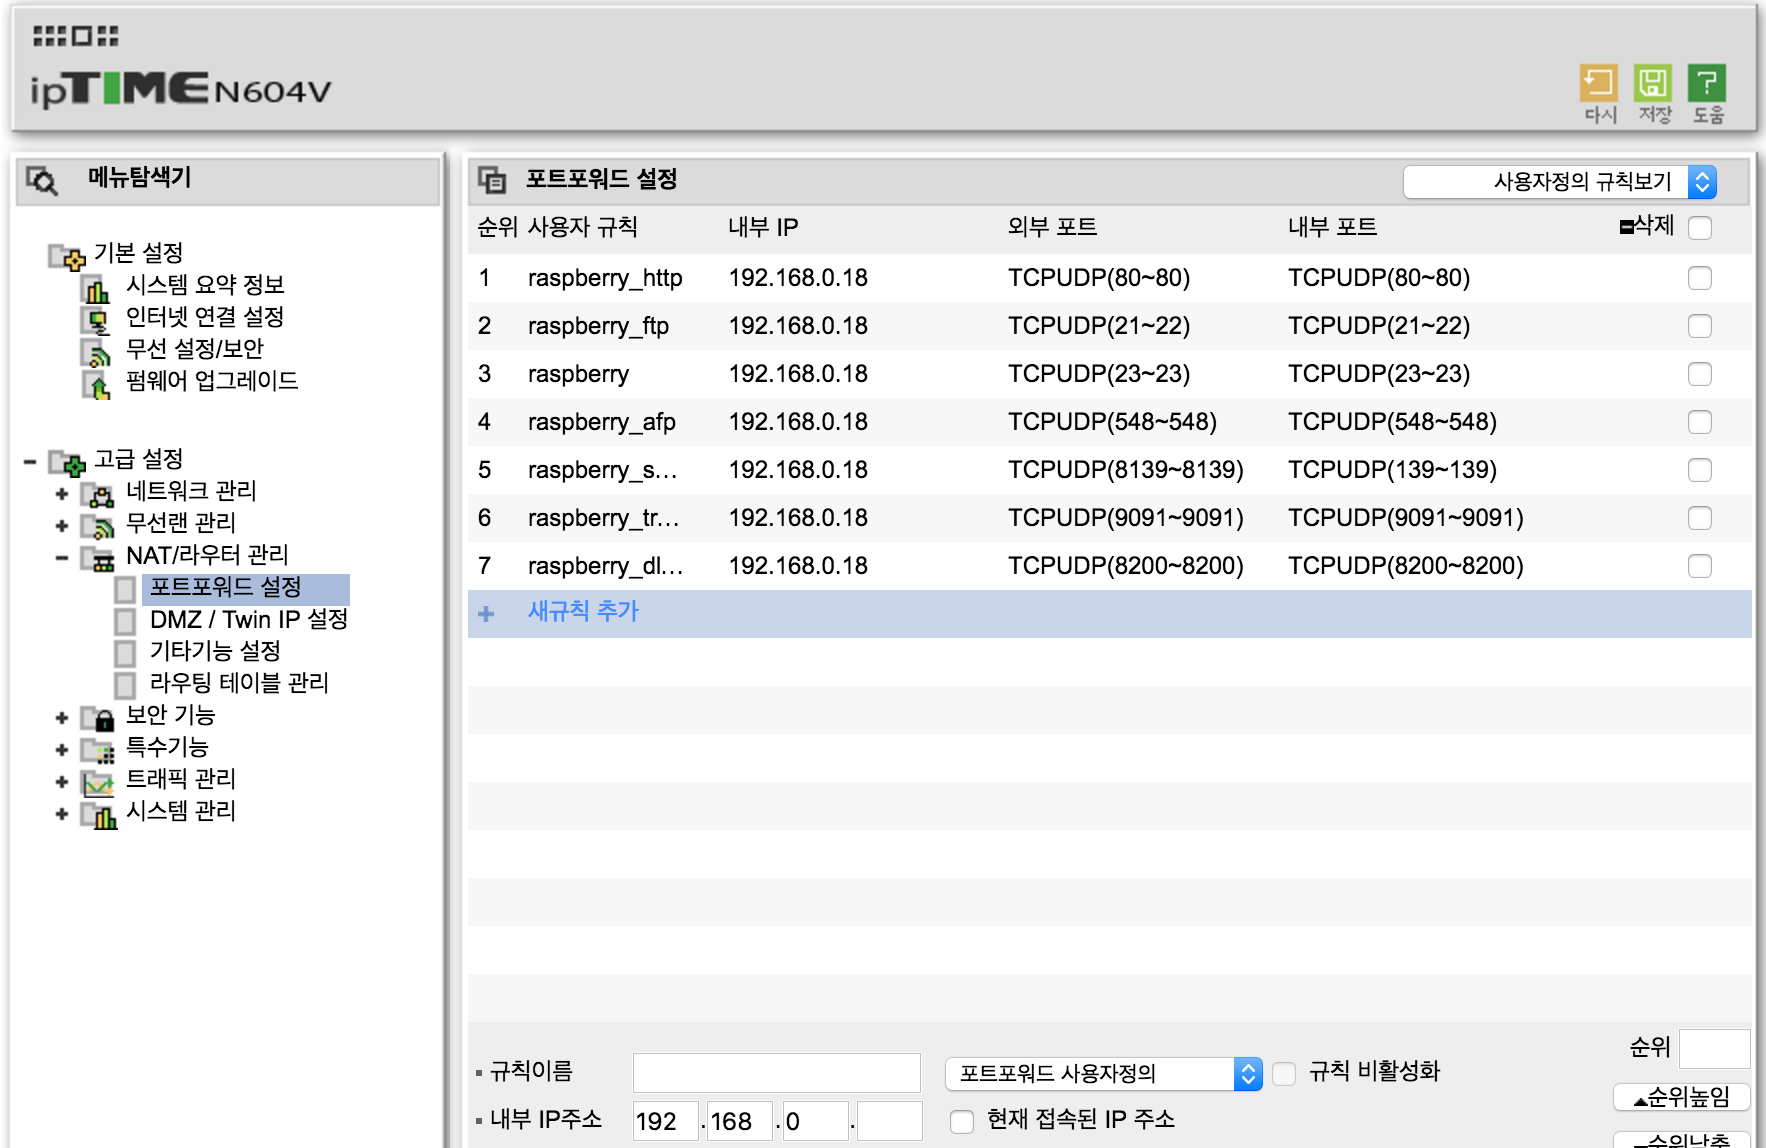 ipTIME N604V
다시 저장 도움
메뉴탐색기
기본 설정
시스템 요약 정보
인터넷 연결 설정
무선 설정/보안
펌웨어 업그레이드
고급 설정
네트워크 관리
무선랜 관리
NAT/라우터 관리
포트포워드 설정
DMZ / Twin IP 설정
기타기능 설정
라우팅 테이블 관리
보안 기능
특수기능
트래픽 관리
시스템 관리
포트포워드 설정 사용자정의 규칙보기
순위 사용자 규칙 내부 IP 외부 포트 내부 포트 삭제
1 raspberry_http 192.168.0.18 TCPUDP(80~80) TCPUDP(80~80)
2 raspberry_ftp 192.168.0.18 TCPUDP(21~22) TCPUDP(21~22)
3 raspberry 192.168.0.18 TCPUDP(23~23) TCPUDP(23~23)
4 raspberry_afp 192.168.0.18 TCPUDP(548~548) TCPUDP(548~548)
5 raspberry_s... 192.168.0.18 TCPUDP(8139~8139) TCPUDP(139~139)
6 raspberry_tr... 192.168.0.18 TCPUDP(9091~9091) TCPUDP(9091~9091)
7 raspberry_dl... 192.168.0.18 TCPUDP(8200~8200) TCPUDP(8200~8200)
+ 새규칙 추가
순위
규칙이름 포트포워드 사용자정의 규칙 비활성화
순위높임
내부 IP주소 192 . 168 . 0 . 현재 접속된 IP 주소